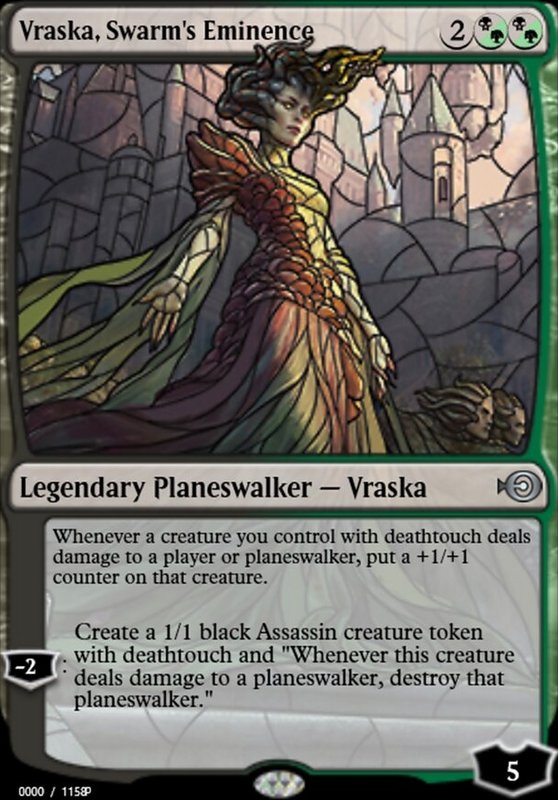 Vraska, Swarm's Eminence 2
Legendary Planeswalker — Vraska
Whenever a creature you control with deathtouch deals
damage to a player or planeswalker, put a +1/+1
counter on that creature.
-2 : Create a 1/1 black Assassin creature token
with deathtouch and "Whenever this creature
deals damage to a planeswalker, destroy that
planeswalker."
5
0000 / 1158P